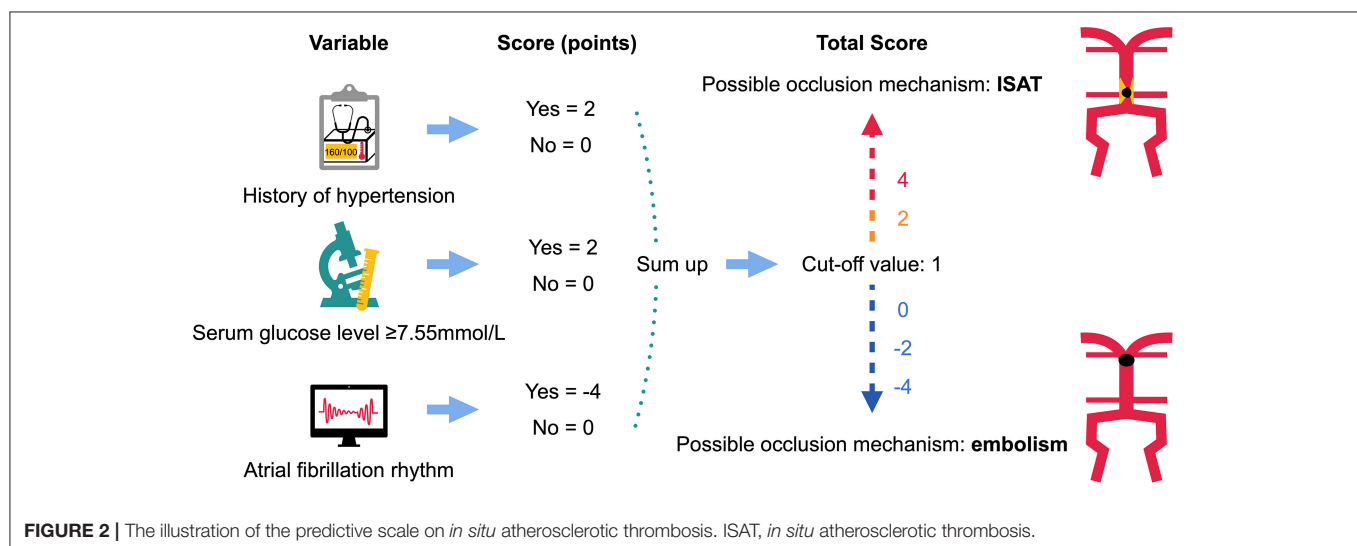 Variable
Score (points)
Total Score
160/100
History of hypertension
Yes = 2
No = 0
Serum glucose level ≥7.55mmol/L
Yes = 2
No = 0
Atrial fibrillation rhythm
Yes = -4
No = 0
Sum up
Possible occlusion mechanism: ISAT
4
2
Cut-off value: 1
0
-2
-4
Possible occlusion mechanism: embolism
FIGURE 2 | The illustration of the predictive scale on in situ atherosclerotic thrombosis. ISAT, in situ atherosclerotic thrombosis.